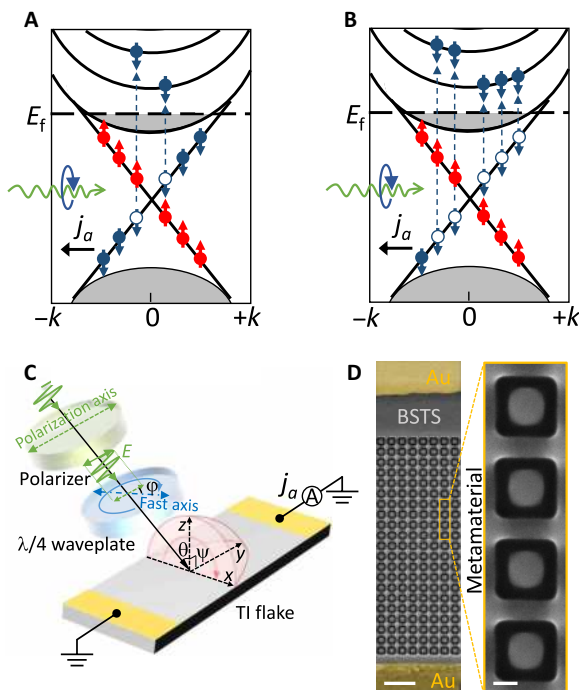 A
E_f
j_a
−k
0
+k
B
E_f
j_a
−k
0
+k
C
Polarization axis
E
Polarizer
φ
Fast axis
λ/4 waveplate
j_a
A
z
θ
ψ
y
x
TI flake
D
Au
BSTS
Au
Metamaterial